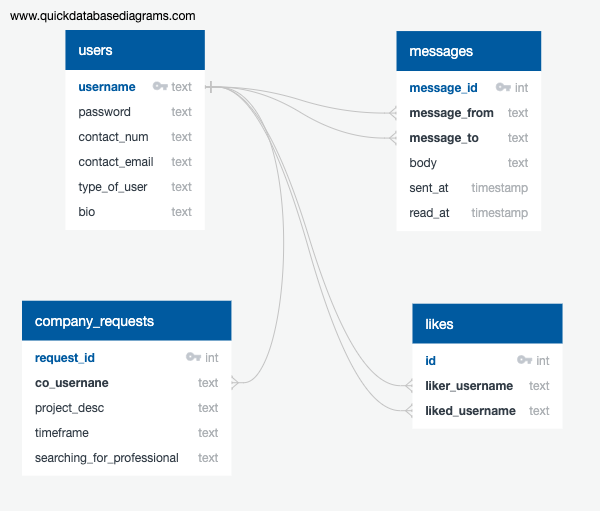 www.quickdatabasediagrams.com
users
username text
password text
contact_num text
contact_email text
type_of_user text
bio text
messages
message_id int
message_from text
message_to text
body text
sent_at timestamp
read_at timestamp
company_requests
request_id int
co_usernane text
project_desc text
timeframe text
searching_for_professional text
likes
id int
liker_username text
liked_username text